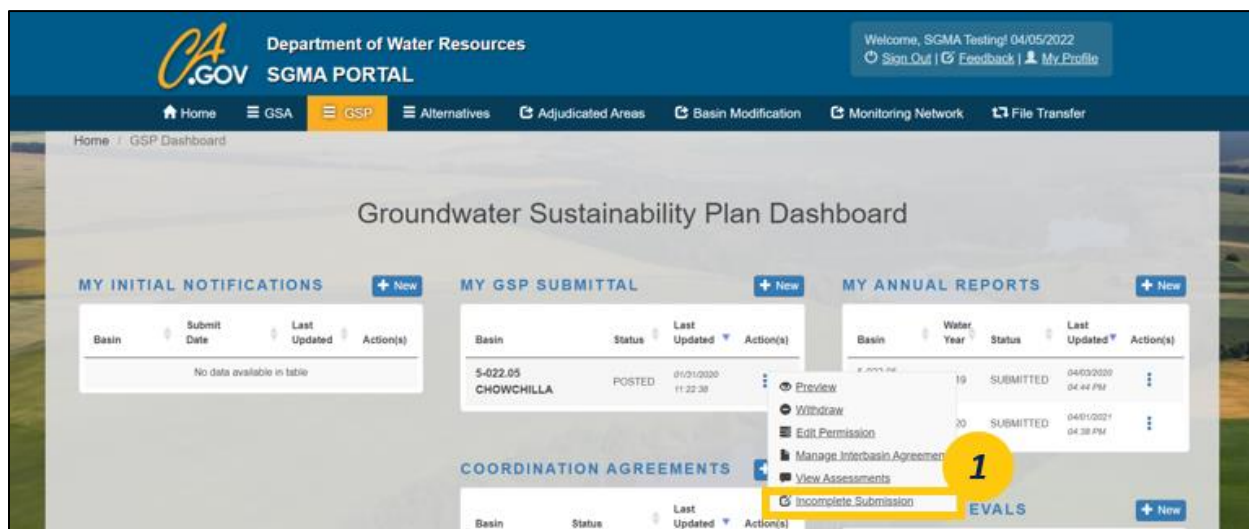 CA.GOV
Department of Water Resources
SGMA PORTAL
Welcome, SGMA Testing! 04/05/2022
Sign Out | Feedback | My Profile
Home GSA GSP Alternatives Adjudicated Areas Basin Modification Monitoring Network File Transfer
Home / GSP Dashboard
Groundwater Sustainability Plan Dashboard
MY INITIAL NOTIFICATIONS + New
Basin Submit Date Last Updated Action(s)
No data available in table
MY GSP SUBMITTAL + New
Basin Status Last Updated Action(s)
5-022.05 CHOWCHILLA POSTED 01/31/2020 11:22:38
Preview
Withdraw
Edit Permission
Manage Interbasin Agreemen
View Assessments
Incomplete Submission
1
MY ANNUAL REPORTS + New
Basin Water Year Status Last Updated Action(s)
19 SUBMITTED 04/03/2020 04:44 PM
20 SUBMITTED 04/01/2021 04:38 PM
COORDINATION AGREEMENTS
Basin Status Last Updated Action(s)
EVALS + New